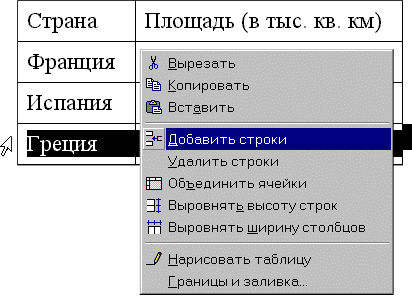 Страна Площадь (в тыс. кв. км)
Франция
Испания
Греция
Вырезать
Копировать
Вставить
Добавить строки
Удалить строки
Объединить ячейки
Выровнять высоту строк
Выровнять ширину столбцов
Нарисовать таблицу
Границы и заливка...